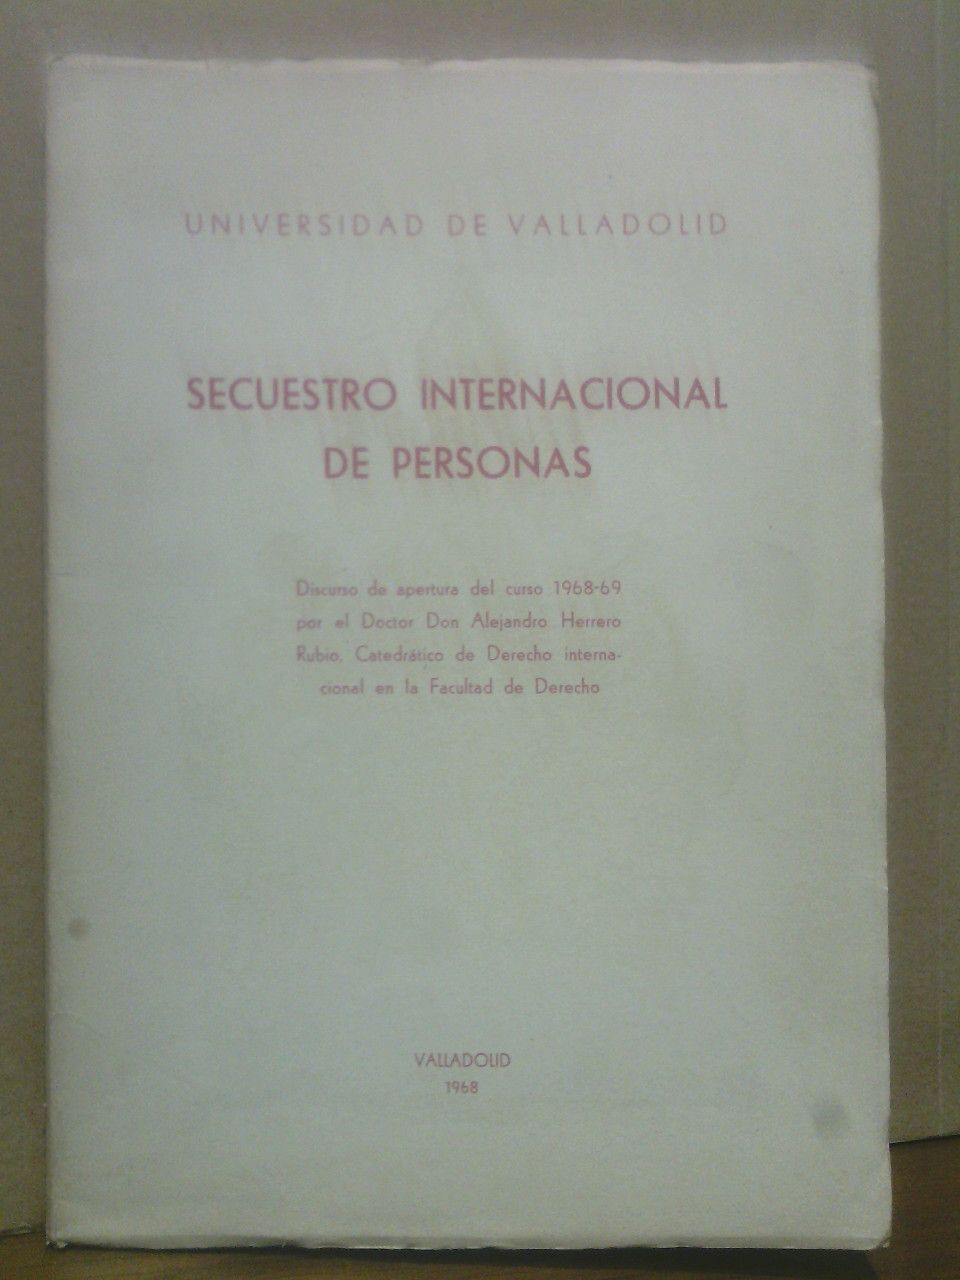 UNIVERSIDAD DE VALLADOLID
SECUESTRO INTERNACIONAL
DE PERSONAS
Discurso de apertura del curso 1968-69
por el Doctor Don Alejandro Herrero
Rubio, Catedrático de Derecho interna-
cional en la Facultad de Derecho
VALLADOLID
1968